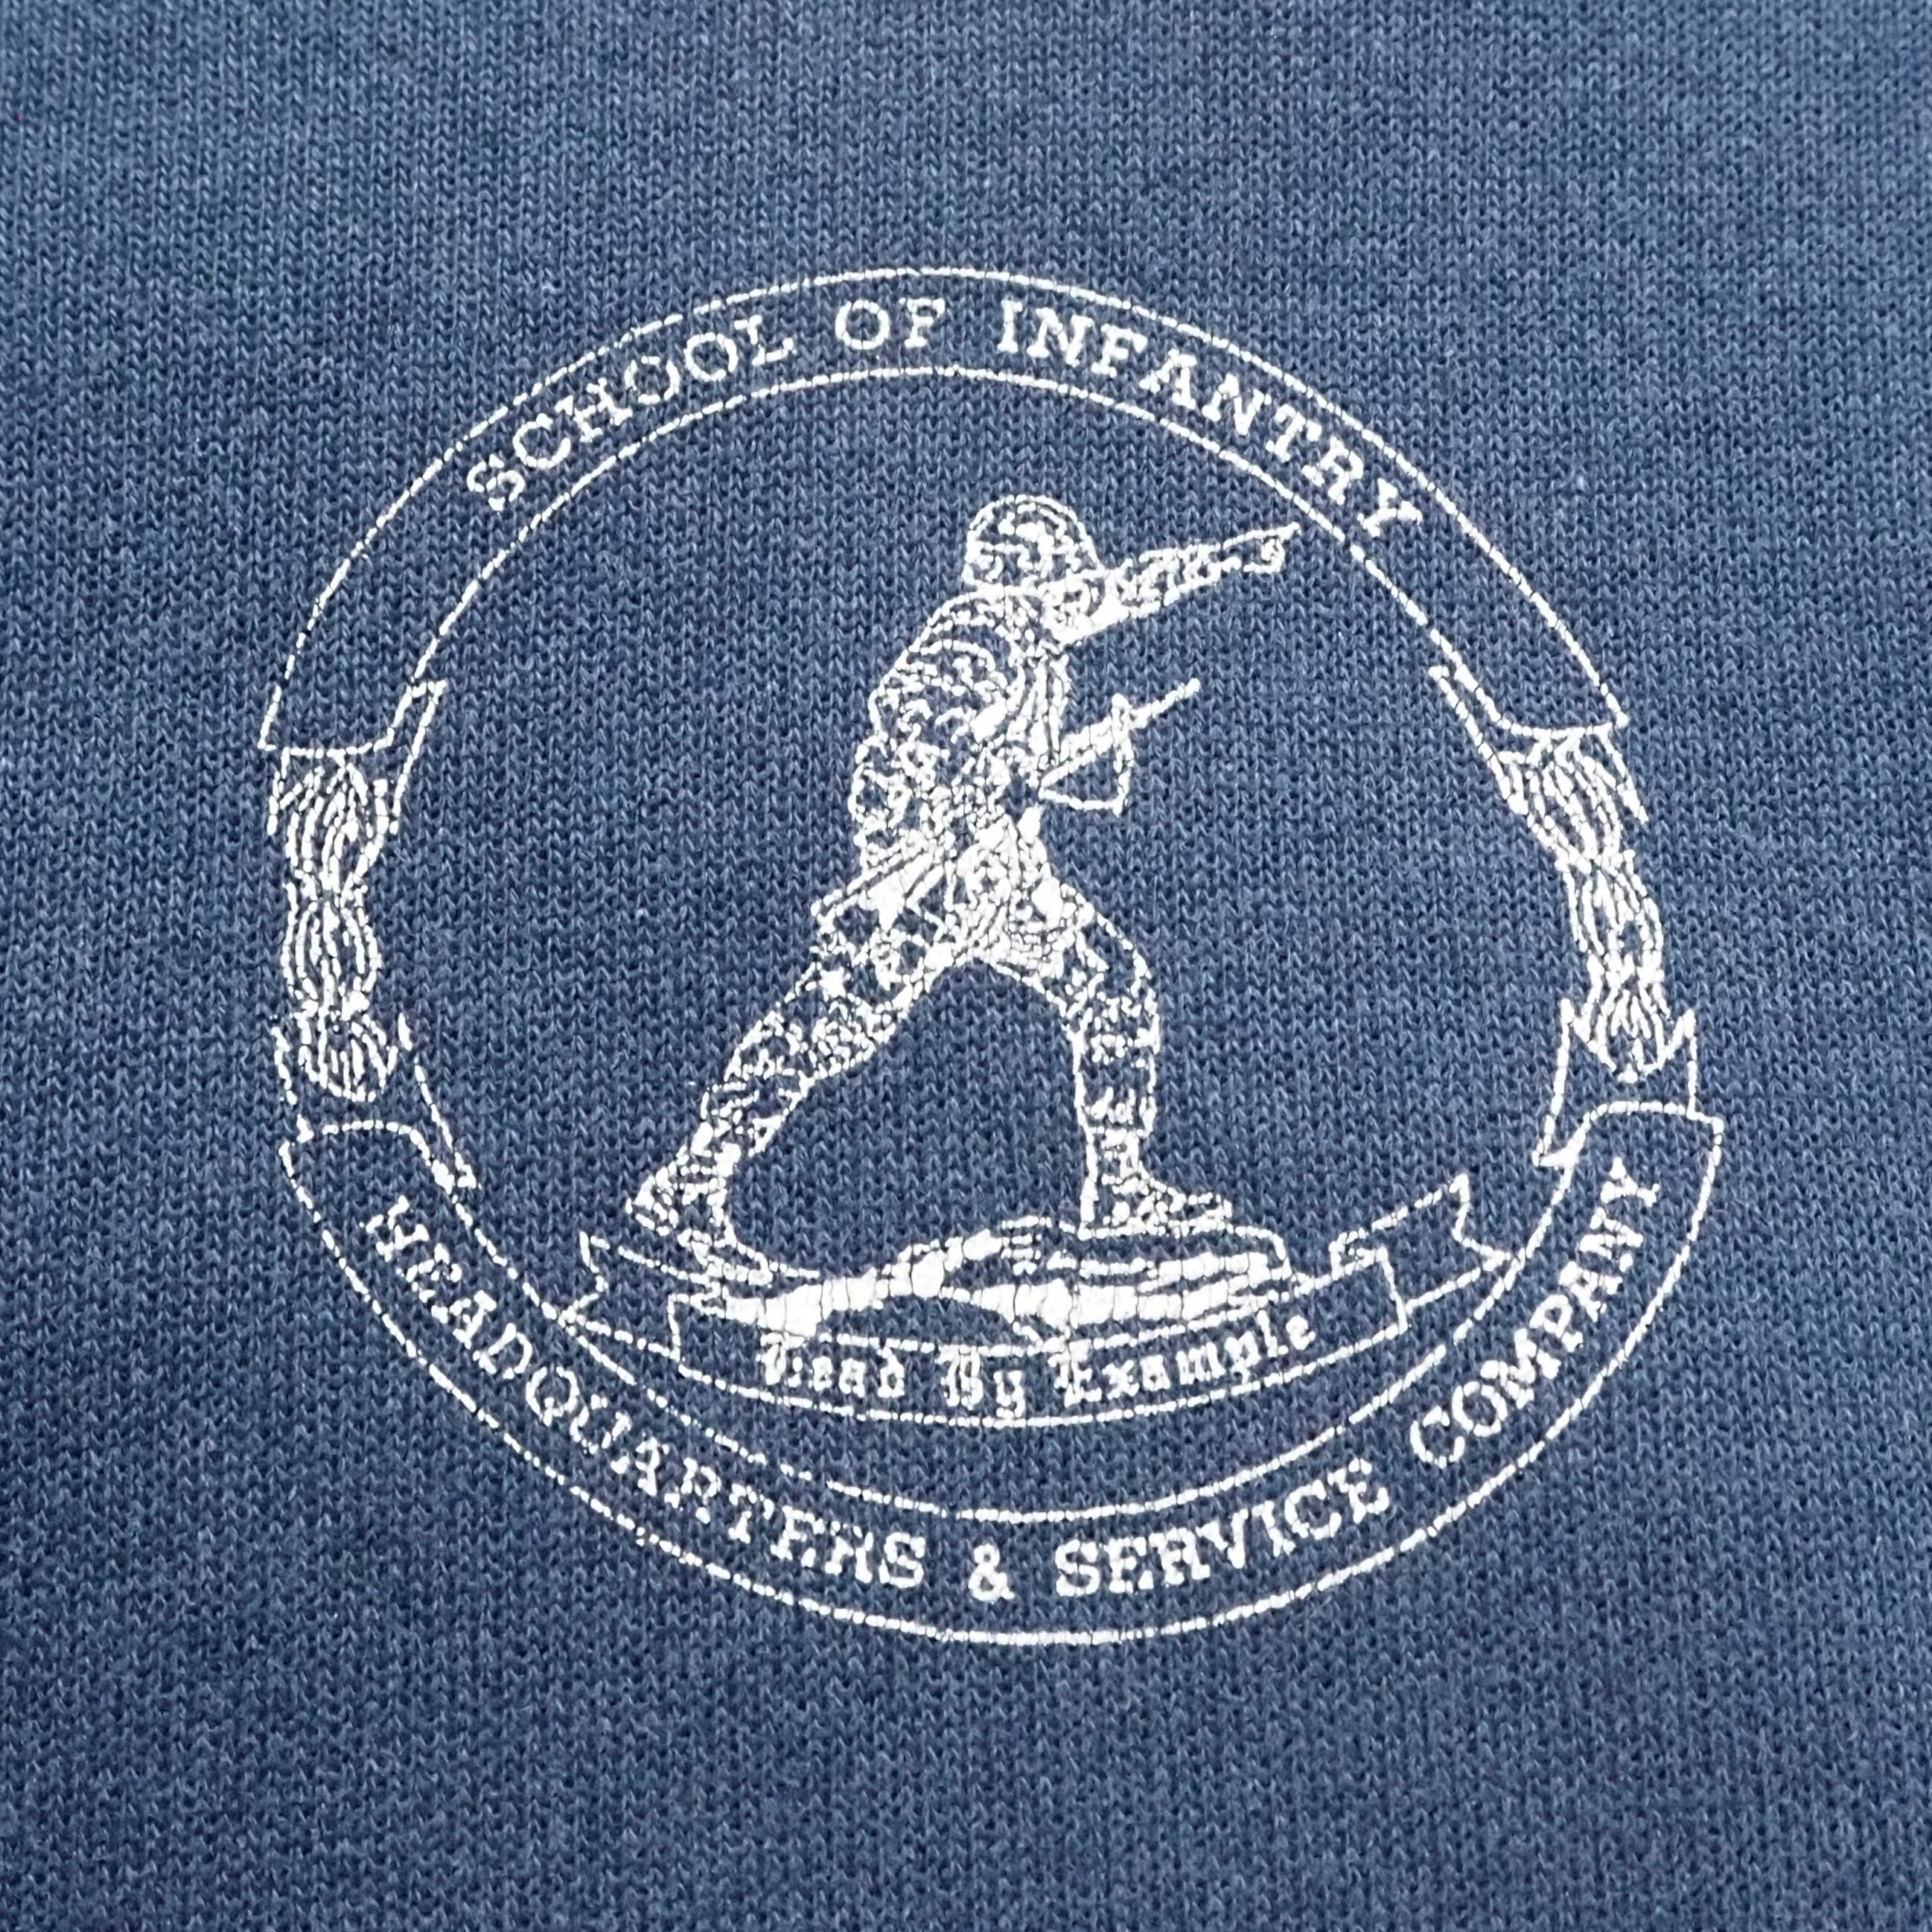 SCHOOL OF INFANTRY
Lead By Example
HEADQUARTERS & SERVICE COMPANY